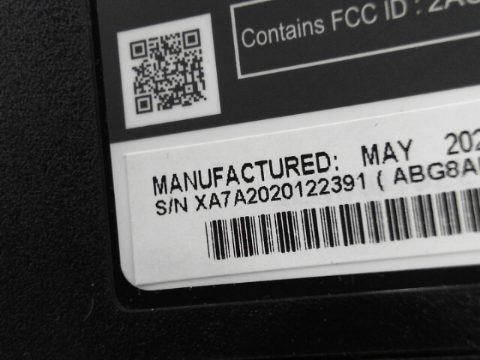 Contains FCC ID :
MANUFACTURED: MAY
S/N XA7A2020122391 (